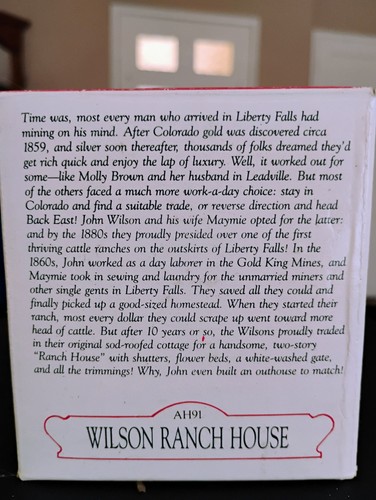 Time was, most every man who arrived in Liberty Falls had
mining on his mind. After Colorado gold was discovered circa
1859, and silver soon thereafter, thousands of folks dreamed they'd
get rich quick and enjoy the lap of luxury. Well, it worked out for
some—like Molly Brown and her husband in Leadville. But most
of the others faced a much more work-a-day choice: stay in
Colorado and find a suitable trade, or reverse direction and head
Back East! John Wilson and his wife Maymie opted for the latter:
and by the 1880s they proudly presided over one of the first
thriving cattle ranches on the outskirts of Liberty Falls! In the
1860s, John worked as a day laborer in the Gold King Mines, and
Maymie took in sewing and laundry for the unmarried miners and
other single gents in Liberty Falls. They saved all they could and
finally picked up a good-sized homestead. When they started their
ranch, most every dollar they could scrape up went toward more
head of cattle. But after 10 years or so, the Wilsons proudly traded
in their original sod-roofed cottage for a handsome, two-story
"Ranch House" with shutters, flower beds, a white-washed gate,
and all the trimmings! Why, John even built an outhouse to match!
AH91
WILSON RANCH HOUSE